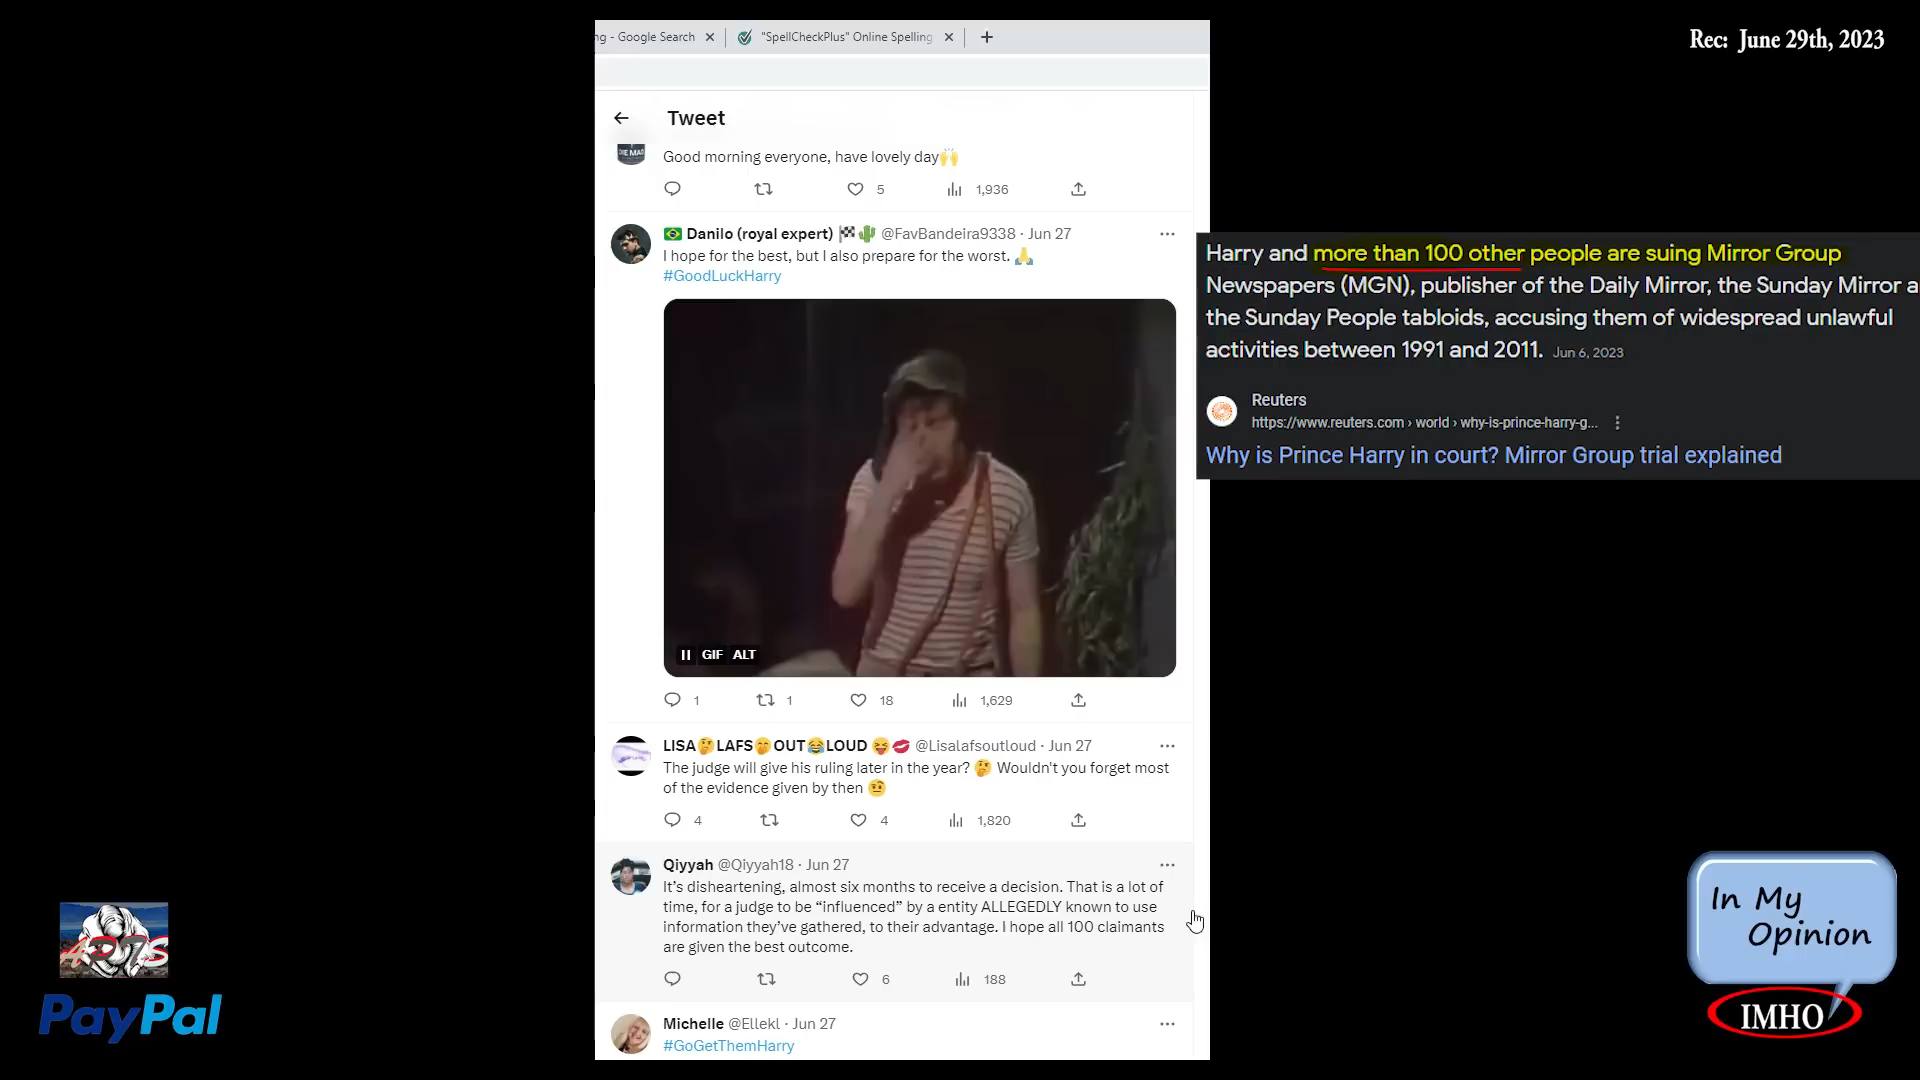 ng - Google Search
"SpellCheckPlus" Online Spelling
Rec: June 29th, 2023
Tweet
DIE MAD
Good morning everyone, have lovely day🙌
5 1,936
🇧🇷 Danilo (royal expert) 🏁🌵 @FavBandeira9338 · Jun 27
I hope for the best, but I also prepare for the worst. 🙏
#GoodLuckHarry
GIF ALT
1 1 18 1,629
LISA🤔LAFS🤭OUT😂LOUD 😝💋 @Lisalafsoutloud · Jun 27
The judge will give his ruling later in the year? 🤔 Wouldn't you forget most
of the evidence given by then 🤨
4 4 1,820
Qiyyah @Qiyyah18 · Jun 27
It's disheartening, almost six months to receive a decision. That is a lot of
time, for a judge to be “influenced” by a entity ALLEGEDLY known to use
information they've gathered, to their advantage. I hope all 100 claimants
are given the best outcome.
6 188
Michelle @Ellekl · Jun 27
#GoGetThemHarry
Harry and more than 100 other people are suing Mirror Group
Newspapers (MGN), publisher of the Daily Mirror, the Sunday Mirror a
the Sunday People tabloids, accusing them of widespread unlawful
activities between 1991 and 2011. Jun 6, 2023
Reuters
https://www.reuters.com › world › why-is-prince-harry-g...
Why is Prince Harry in court? Mirror Group trial explained
PayPal
In My
Opinion
IMHO